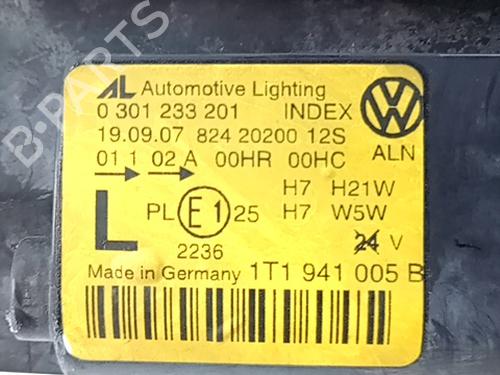 AL Automotive Lighting
0 301 233 201 INDEX
19.09.07 824 20200 12S
01 1 02 A 00HR 00HC
ALN
H7 H21W
L PL E1 25 H7 W5W
2236 24 V
Made in Germany 1T1 941 005 B
B-PARTS